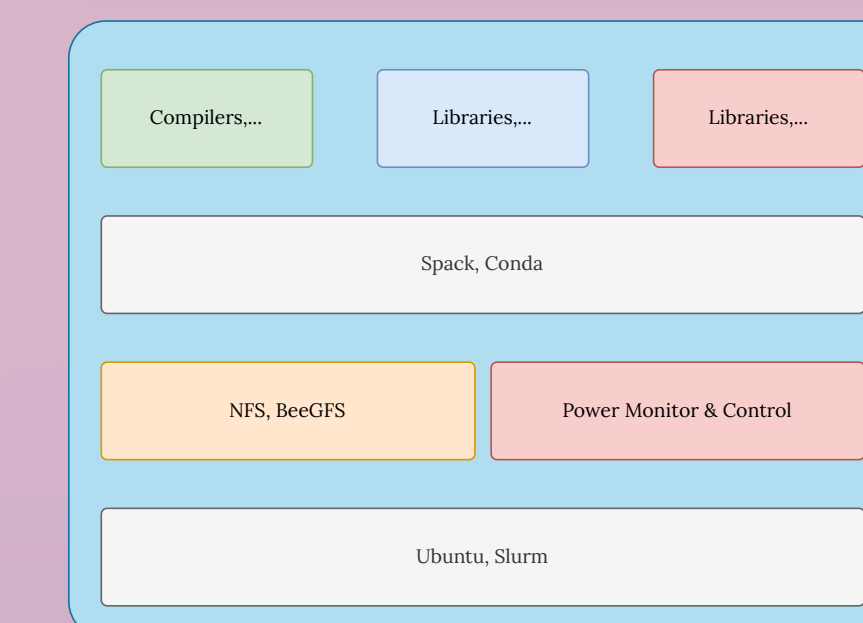 Compilers,...
Libraries,...
Libraries,...
Spack, Conda
NFS, BeeGFS
Power Monitor & Control
Ubuntu, Slurm